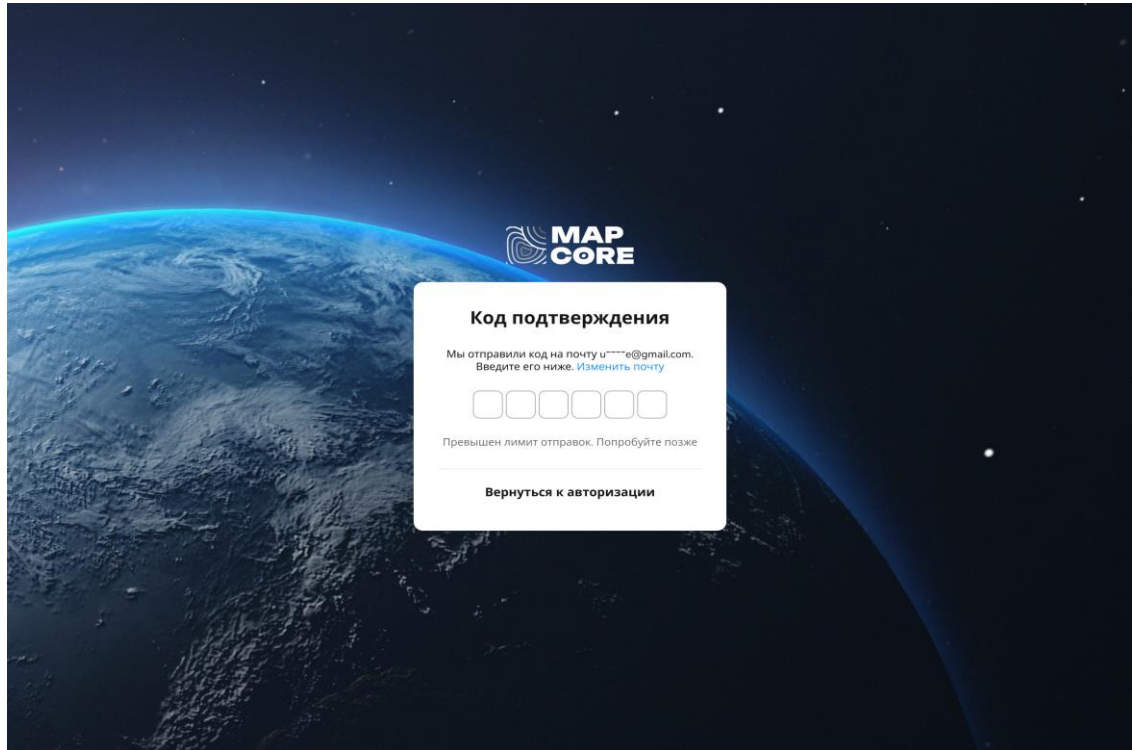 MAP
CORE
Код подтверждения
Мы отправили код на почту u****e@gmail.com.
Введите его ниже. Изменить почту
Превышен лимит отправок. Попробуйте позже
Вернуться к авторизации